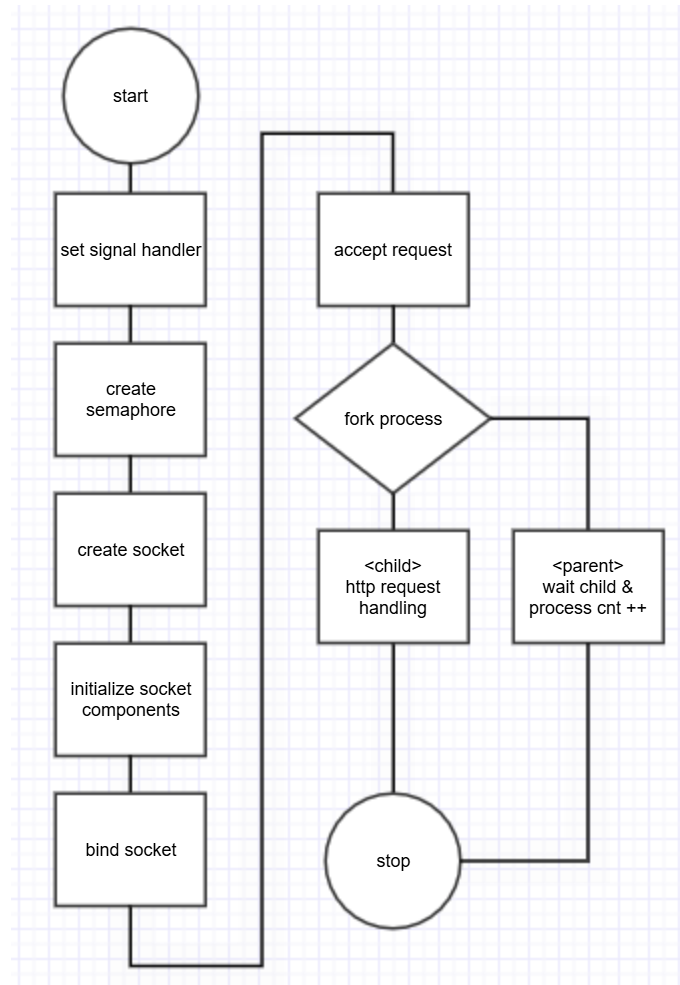 start
set signal handler
create
semaphore
create socket
initialize socket
components
bind socket
accept request
fork process
<child>
http request
handling
<parent>
wait child &
process cnt ++
stop